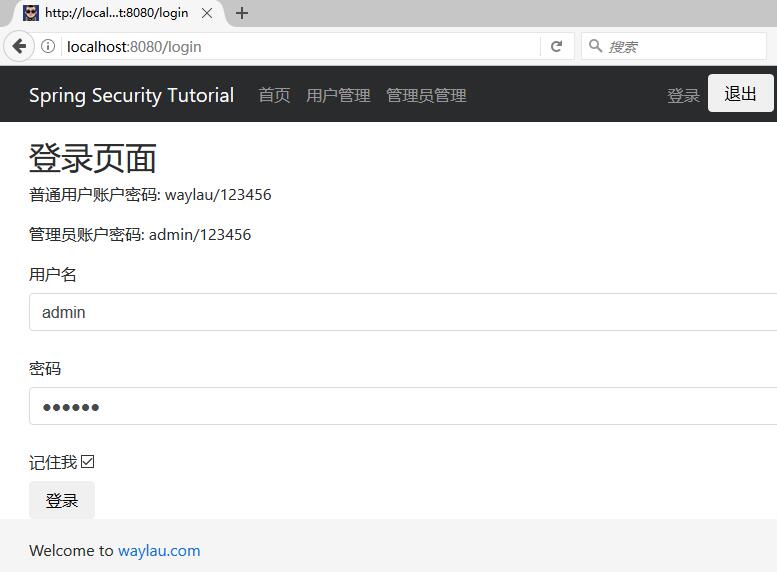 http://local...t:8080/login
localhost:8080/login
搜索
Spring Security Tutorial 首页 用户管理 管理员管理 登录 退出
登录页面
普通用户账户密码: waylau/123456
管理员账户密码: admin/123456
用户名
admin
密码
●●●●●●
记住我
登录
Welcome to waylau.com